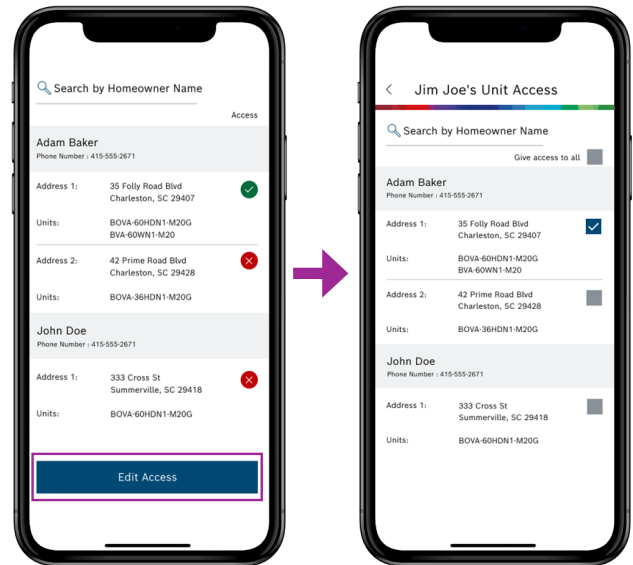 Search by Homeowner Name
Access
Adam Baker
Phone Number : 415-555-2671
Address 1: 35 Folly Road Blvd
Charleston, SC 29407
Units: BOVA-60HDN1-M20G
BVA-60WN1-M20
Address 2: 42 Prime Road Blvd
Charleston, SC 29428
Units: BOVA-36HDN1-M20G
John Doe
Phone Number : 415-555-2671
Address 1: 333 Cross St
Summerville, SC 29418
Units: BOVA-60HDN1-M20G
Edit Access
Jim Joe's Unit Access
Search by Homeowner Name
Give access to all
Adam Baker
Phone Number : 415-555-2671
Address 1: 35 Folly Road Blvd
Charleston, SC 29407
Units: BOVA-60HDN1-M20G
BVA-60WN1-M20
Address 2: 42 Prime Road Blvd
Charleston, SC 29428
Units: BOVA-36HDN1-M20G
John Doe
Phone Number : 415-555-2671
Address 1: 333 Cross St
Summerville, SC 29418
Units: BOVA-60HDN1-M20G